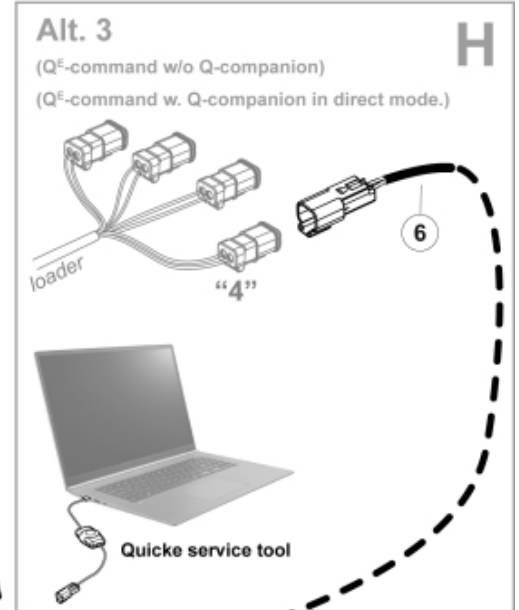 Alt. 3
H
(Qᴱ-command w/o Q-companion)
(Qᴱ-command w. Q-companion in direct mode.)
6
loader
“4”
Quicke service tool